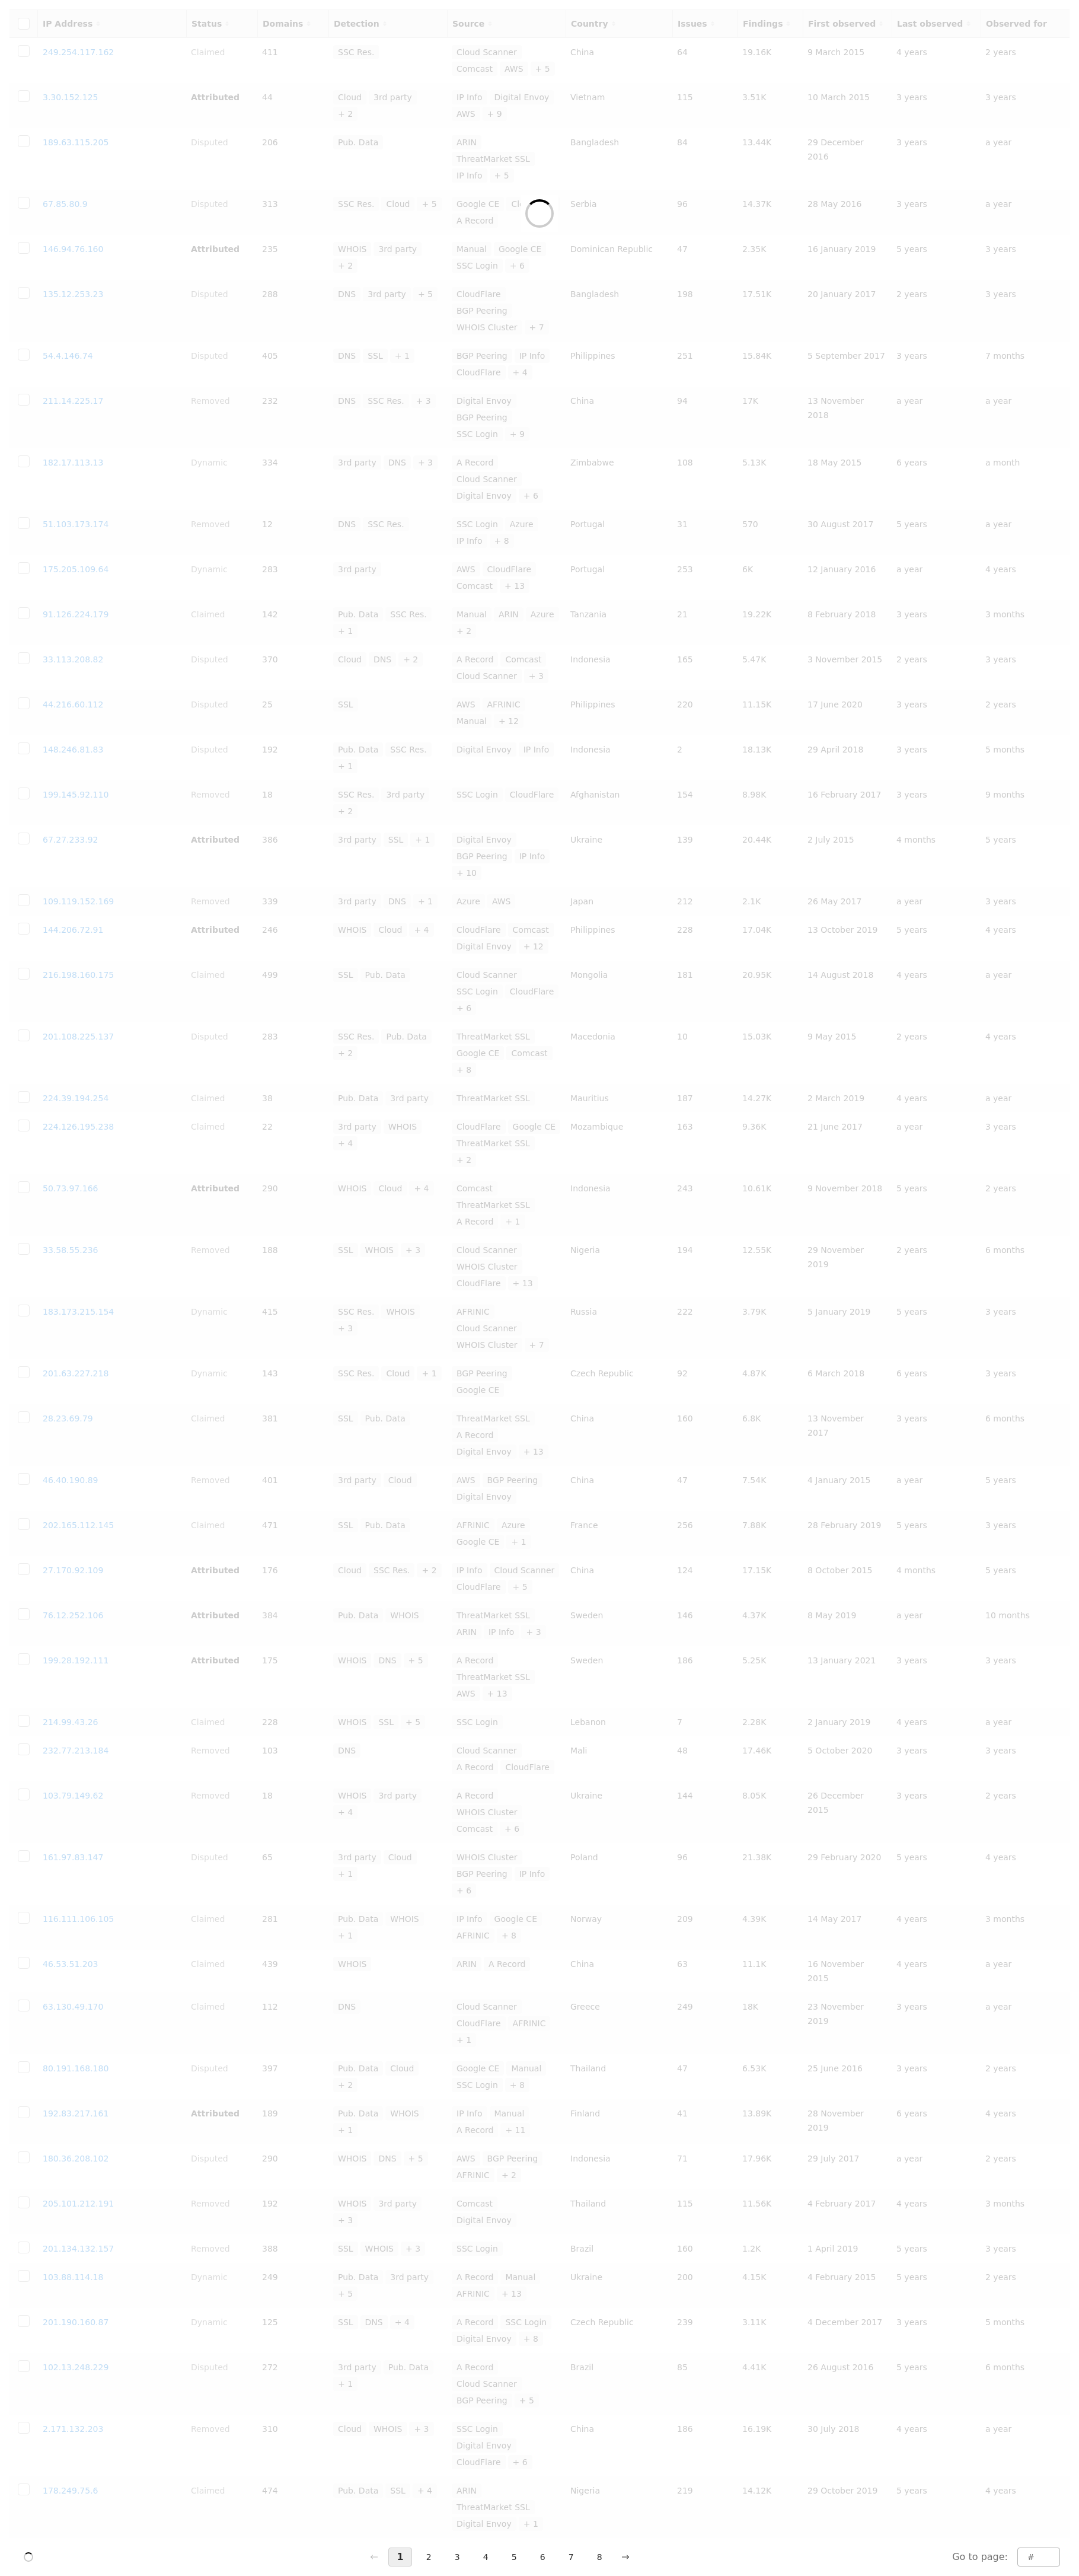 IP Address Status Domains Detection Source Country Issues Findings First observed Last observed Observed for
249.254.117.162 Claimed 411 SSC Res. Cloud Scanner China 64 19.16K 9 March 2015 4 years 2 years
Comcast AWS + 5
3.30.152.125 Attributed 44 Cloud 3rd party IP Info Digital Envoy Vietnam 115 3.51K 10 March 2015 3 years 3 years
+ 2 AWS + 9
189.63.115.205 Disputed 206 Pub. Data ARIN Bangladesh 84 13.44K 29 December 3 years a year
ThreatMarket SSL 2016
IP Info + 5
67.85.80.9 Disputed 313 SSC Res. Cloud + 5 Google CE Serbia 96 14.37K 28 May 2016 3 years a year
A Record
146.94.76.160 Attributed 235 WHOIS 3rd party Manual Google CE Dominican Republic 47 2.35K 16 January 2019 5 years 3 years
+ 2 SSC Login + 6
135.12.253.23 Disputed 288 DNS 3rd party + 5 CloudFlare Bangladesh 198 17.51K 20 January 2017 2 years 3 years
BGP Peering
WHOIS Cluster + 7
54.4.146.74 Disputed 405 DNS SSL + 1 BGP Peering IP Info Philippines 251 15.84K 5 September 2017 3 years 7 months
CloudFlare + 4
211.14.225.17 Removed 232 DNS SSC Res. + 3 Digital Envoy China 94 17K 13 November a year a year
BGP Peering 2018
SSC Login + 9
182.17.113.13 Dynamic 334 3rd party DNS + 3 A Record Zimbabwe 108 5.13K 18 May 2015 6 years a month
Cloud Scanner
Digital Envoy + 6
51.103.173.174 Removed 12 DNS SSC Res. SSC Login Azure Portugal 31 570 30 August 2017 5 years a year
IP Info + 8
175.205.109.64 Dynamic 283 3rd party AWS CloudFlare Portugal 253 6K 12 January 2016 a year 4 years
Comcast + 13
91.126.224.179 Claimed 142 Pub. Data SSC Res. Manual ARIN Azure Tanzania 21 19.22K 8 February 2018 3 years 3 months
+ 1 + 2
33.113.208.82 Disputed 370 Cloud DNS + 2 A Record Comcast Indonesia 165 5.47K 3 November 2015 2 years 3 years
Cloud Scanner + 3
44.216.60.112 Disputed 25 SSL AWS AFRINIC Philippines 220 11.15K 17 June 2020 3 years 2 years
Manual + 12
148.246.81.83 Disputed 192 Pub. Data SSC Res. Digital Envoy IP Info Indonesia 2 18.13K 29 April 2018 3 years 5 months
+ 1
199.145.92.110 Removed 18 SSC Res. 3rd party SSC Login CloudFlare Afghanistan 154 8.98K 16 February 2017 3 years 9 months
+ 2
67.27.233.92 Attributed 386 3rd party SSL + 1 Digital Envoy Ukraine 139 20.44K 2 July 2015 4 months 5 years
BGP Peering IP Info
+ 10
109.119.152.169 Removed 339 3rd party DNS + 1 Azure AWS Japan 212 2.1K 26 May 2017 a year 3 years
144.206.72.91 Attributed 246 WHOIS Cloud + 4 CloudFlare Comcast Philippines 228 17.04K 13 October 2019 5 years 4 years
Digital Envoy + 12
216.198.160.175 Claimed 499 SSL Pub. Data Cloud Scanner Mongolia 181 20.95K 14 August 2018 4 years a year
SSC Login CloudFlare
+ 6
201.108.225.137 Disputed 283 SSC Res. Pub. Data ThreatMarket SSL Macedonia 10 15.03K 9 May 2015 2 years 4 years
+ 2 Google CE Comcast
+ 8
224.39.194.254 Claimed 38 Pub. Data 3rd party ThreatMarket SSL Mauritius 187 14.27K 2 March 2019 4 years a year
224.126.195.238 Claimed 22 3rd party WHOIS CloudFlare Google CE Mozambique 163 9.36K 21 June 2017 a year 3 years
+ 4 ThreatMarket SSL
+ 2
50.73.97.166 Attributed 290 WHOIS Cloud + 4 Comcast Indonesia 243 10.61K 9 November 2018 5 years 2 years
ThreatMarket SSL
A Record + 1
33.58.55.236 Removed 188 SSL WHOIS + 3 Cloud Scanner Nigeria 194 12.55K 29 November 2 years 6 months
WHOIS Cluster 2019
CloudFlare + 13
183.173.215.154 Dynamic 415 SSC Res. WHOIS AFRINIC Russia 222 3.79K 5 January 2019 5 years 3 years
+ 3 Cloud Scanner
WHOIS Cluster + 7
201.63.227.218 Dynamic 143 SSC Res. Cloud + 1 BGP Peering Czech Republic 92 4.87K 6 March 2018 6 years 3 years
Google CE
28.23.69.79 Claimed 381 SSL Pub. Data ThreatMarket SSL China 160 6.8K 13 November 3 years 6 months
A Record 2017
Digital Envoy + 13
46.40.190.89 Removed 401 3rd party Cloud AWS BGP Peering China 47 7.54K 4 January 2015 a year 5 years
Digital Envoy
202.165.112.145 Claimed 471 SSL Pub. Data AFRINIC Azure France 256 7.88K 28 February 2019 5 years 3 years
Google CE + 1
27.170.92.109 Attributed 176 Cloud SSC Res. + 2 IP Info Cloud Scanner China 124 17.15K 8 October 2015 4 months 5 years
CloudFlare + 5
76.12.252.106 Attributed 384 Pub. Data WHOIS ThreatMarket SSL Sweden 146 4.37K 8 May 2019 a year 10 months
ARIN IP Info + 3
199.28.192.111 Attributed 175 WHOIS DNS + 5 A Record Sweden 186 5.25K 13 January 2021 3 years 3 years
ThreatMarket SSL
AWS + 13
214.99.43.26 Claimed 228 WHOIS SSL + 5 SSC Login Lebanon 7 2.28K 2 January 2019 4 years a year
232.77.213.184 Removed 103 DNS Cloud Scanner Mali 48 17.46K 5 October 2020 3 years 3 years
A Record CloudFlare
103.79.149.62 Removed 18 WHOIS 3rd party A Record Ukraine 144 8.05K 26 December 3 years 2 years
+ 4 WHOIS Cluster 2015
Comcast + 6
161.97.83.147 Disputed 65 3rd party Cloud WHOIS Cluster Poland 96 21.38K 29 February 2020 5 years 4 years
+ 1 BGP Peering IP Info
+ 6
116.111.106.105 Claimed 281 Pub. Data WHOIS IP Info Google CE Norway 209 4.39K 14 May 2017 4 years 3 months
+ 1 AFRINIC + 8
46.53.51.203 Claimed 439 WHOIS ARIN A Record China 63 11.1K 16 November 4 years a year
2015
63.130.49.170 Claimed 112 DNS Cloud Scanner Greece 249 18K 23 November 3 years a year
CloudFlare AFRINIC 2019
+ 1
80.191.168.180 Disputed 397 Pub. Data Cloud Google CE Manual Thailand 47 6.53K 25 June 2016 3 years 2 years
+ 2 SSC Login + 8
192.83.217.161 Attributed 189 Pub. Data WHOIS IP Info Manual Finland 41 13.89K 28 November 6 years 4 years
+ 1 A Record + 11 2019
180.36.208.102 Disputed 290 WHOIS DNS + 5 AWS BGP Peering Indonesia 71 17.96K 29 July 2017 a year 2 years
AFRINIC + 2
205.101.212.191 Removed 192 WHOIS 3rd party Comcast Thailand 115 11.56K 4 February 2017 4 years 3 months
+ 3 Digital Envoy
201.134.132.157 Removed 388 SSL WHOIS + 3 SSC Login Brazil 160 1.2K 1 April 2019 5 years 3 years
103.88.114.18 Dynamic 249 Pub. Data 3rd party A Record Manual Ukraine 200 4.15K 4 February 2015 5 years 2 years
+ 5 AFRINIC + 13
201.190.160.87 Dynamic 125 SSL DNS + 4 A Record SSC Login Czech Republic 239 3.11K 4 December 2017 3 years 5 months
Digital Envoy + 8
102.13.248.229 Disputed 272 3rd party Pub. Data A Record Brazil 85 4.41K 26 August 2016 5 years 6 months
+ 1 Cloud Scanner
BGP Peering + 5
2.171.132.203 Removed 310 Cloud WHOIS + 3 SSC Login China 186 16.19K 30 July 2018 4 years a year
Digital Envoy
CloudFlare + 6
178.249.75.6 Claimed 474 Pub. Data SSL + 4 ARIN Nigeria 219 14.12K 29 October 2019 5 years 4 years
ThreatMarket SSL
Digital Envoy + 1
← 1 2 3 4 5 6 7 8 → Go to page: #